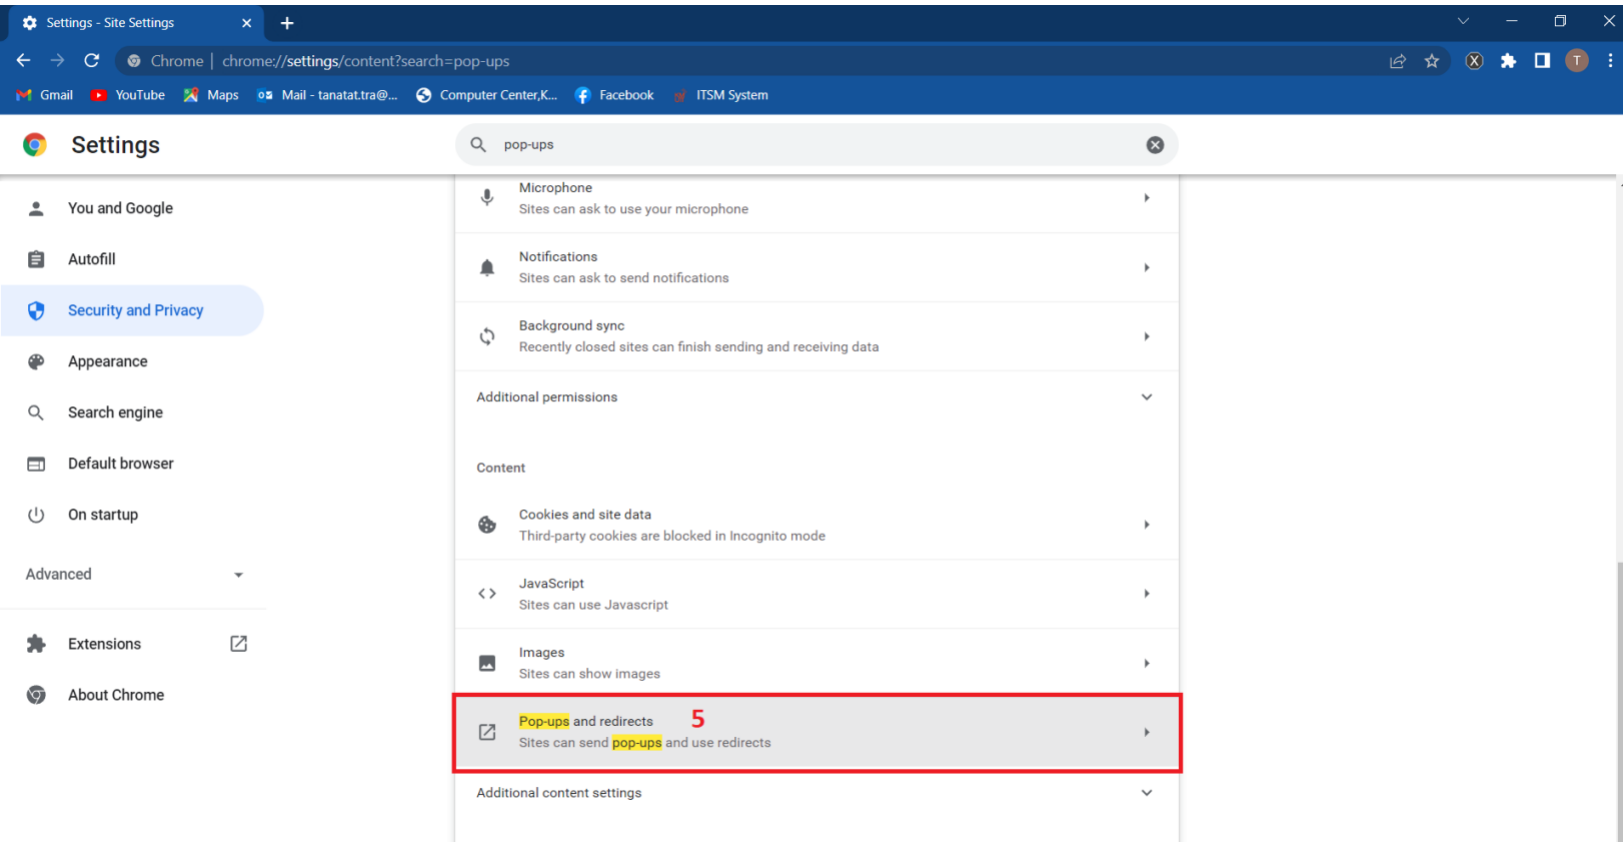 Settings - Site Settings
Chrome | chrome://settings/content?search=pop-ups
Gmail YouTube Maps Mail - tanatat.tra@... Computer Center,K... Facebook ITSM System
T
Settings
pop-ups
You and Google
Autofill
Security and Privacy
Appearance
Search engine
Default browser
On startup
Advanced
Extensions
About Chrome
Microphone
Sites can ask to use your microphone
Notifications
Sites can ask to send notifications
Background sync
Recently closed sites can finish sending and receiving data
Additional permissions
Content
Cookies and site data
Third-party cookies are blocked in Incognito mode
JavaScript
Sites can use Javascript
Images
Sites can show images
Pop-ups and redirects 5
Sites can send pop-ups and use redirects
Additional content settings